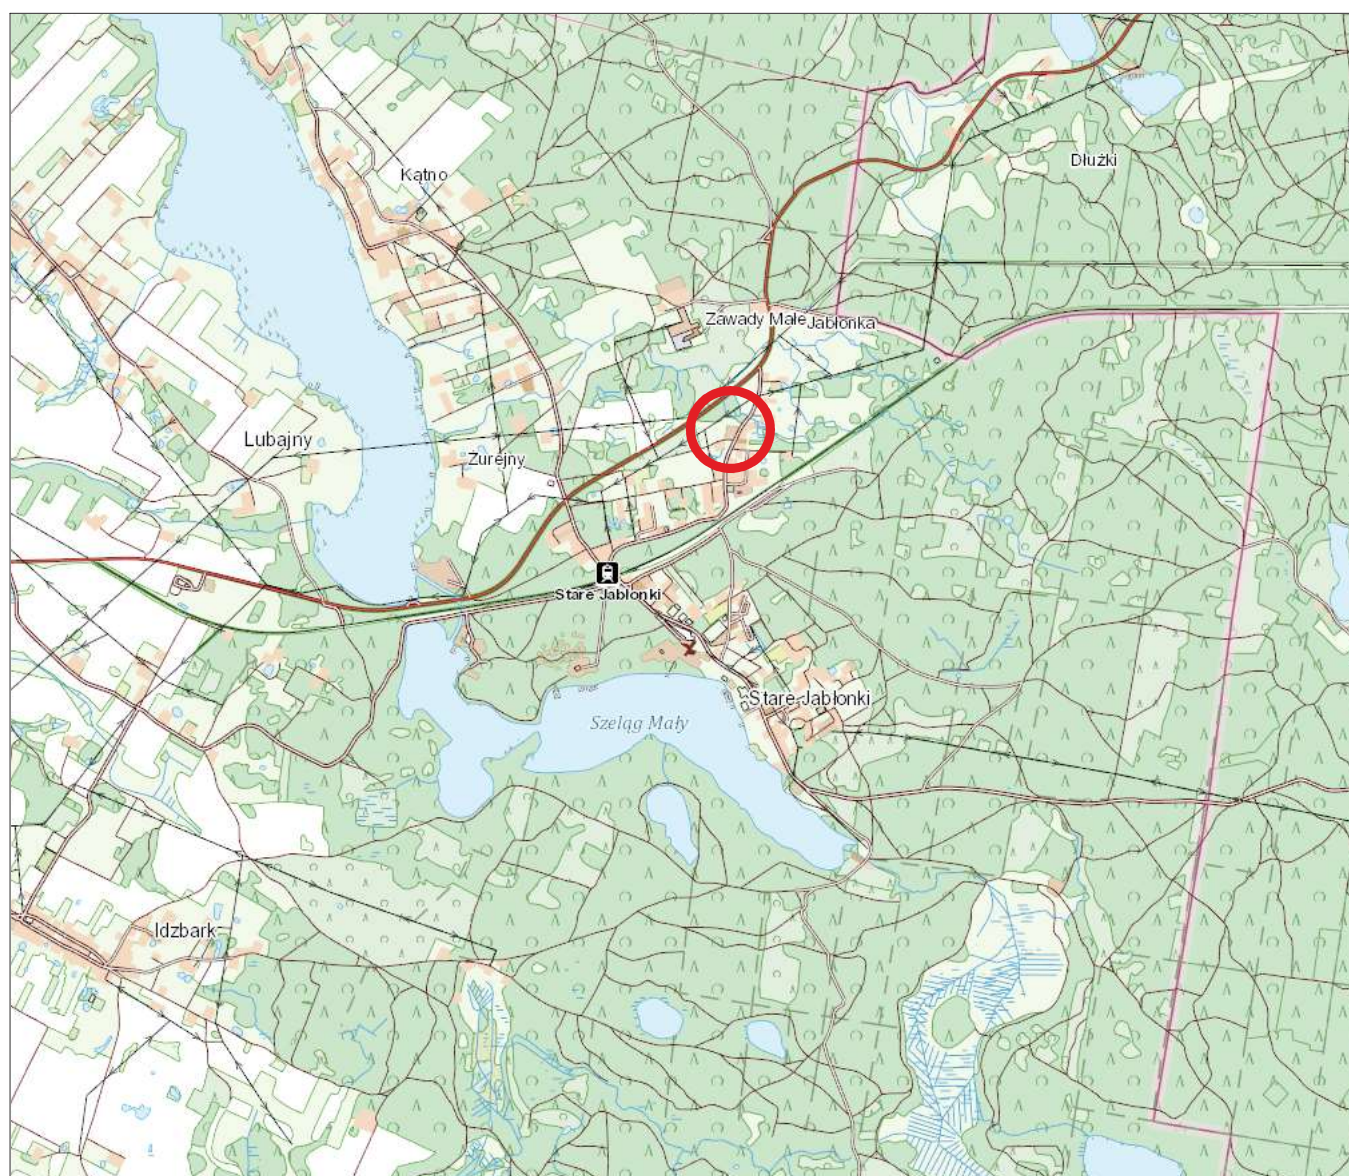 Kątno
Dłużki
Zawady Małe
Jabłonka
Lubajny
Żurejny
Stare Jabłonki
Stare Jabłonki
Szeląg Mały
Idzbark